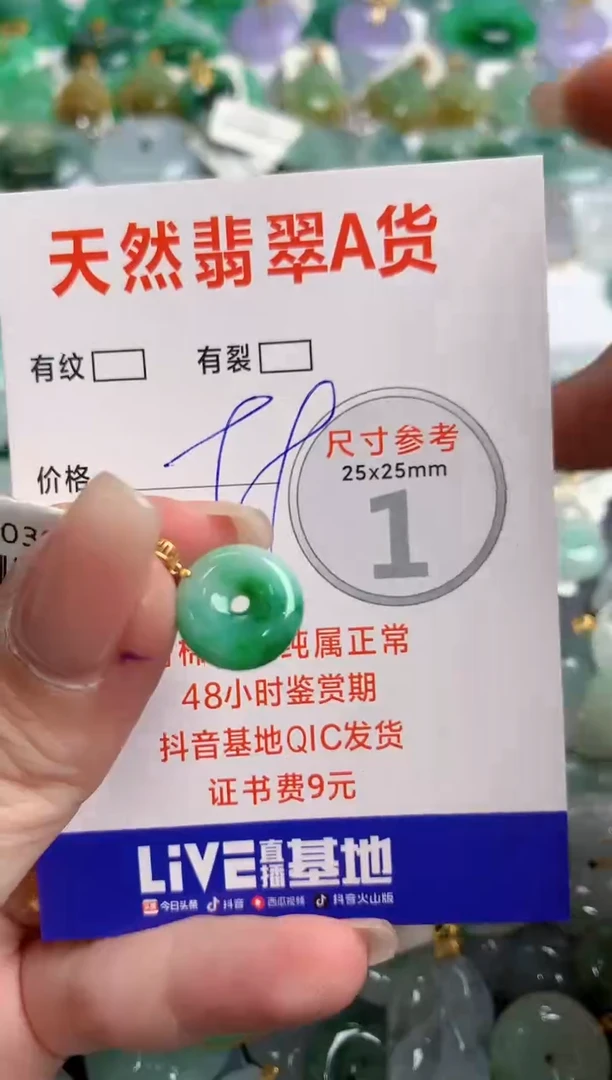 天然翡翠A货
有纹 有裂
尺寸参考
25x25mm
价格
1
03
棉 纯属正常
48小时鉴赏期
抖音基地QIC发货
证书费9元
LiVE直播基地
今日头条 抖音 西瓜视频 抖音火山版